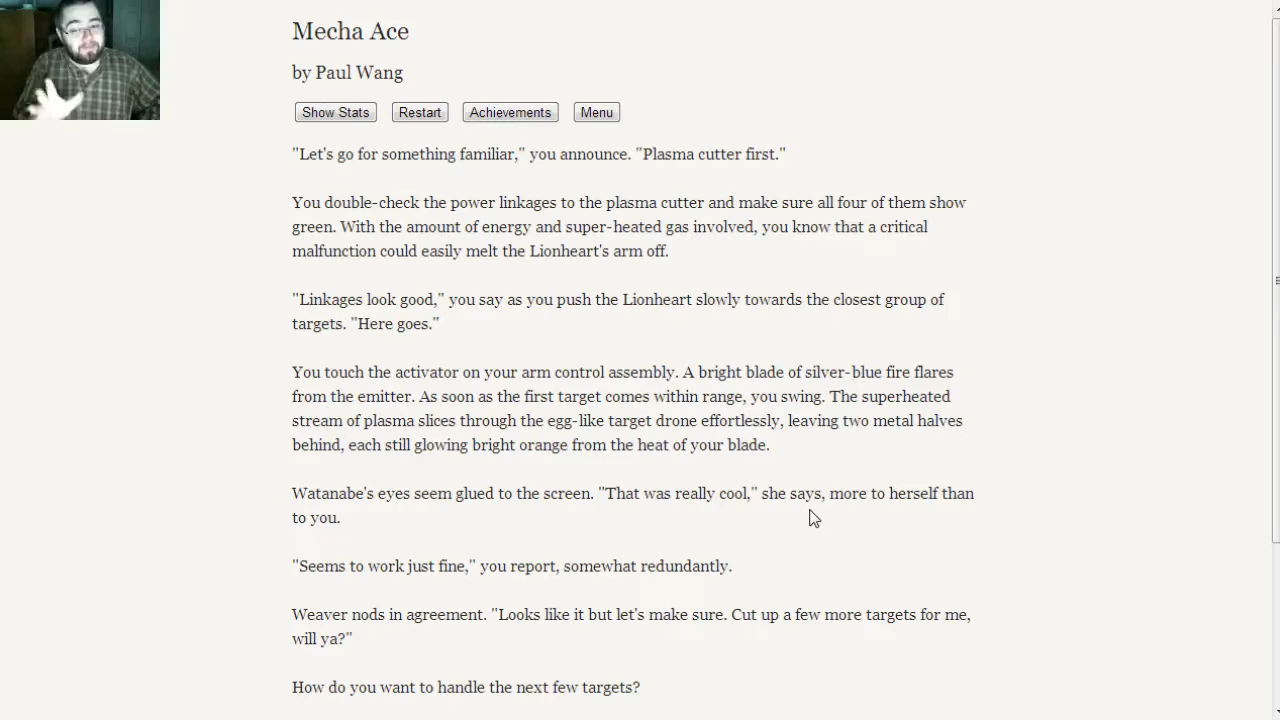 Mecha Ace
by Paul Wang
Show Stats Restart Achievements Menu
"Let's go for something familiar," you announce. "Plasma cutter first."
You double-check the power linkages to the plasma cutter and make sure all four of them show
green. With the amount of energy and super-heated gas involved, you know that a critical
malfunction could easily melt the Lionheart's arm off.
"Linkages look good," you say as you push the Lionheart slowly towards the closest group of
targets. "Here goes."
You touch the activator on your arm control assembly. A bright blade of silver-blue fire flares
from the emitter. As soon as the first target comes within range, you swing. The superheated
stream of plasma slices through the egg-like target drone effortlessly, leaving two metal halves
behind, each still glowing bright orange from the heat of your blade.
Watanabe's eyes seem glued to the screen. "That was really cool," she says, more to herself than
to you.
"Seems to work just fine," you report, somewhat redundantly.
Weaver nods in agreement. "Looks like it but let's make sure. Cut up a few more targets for me,
will ya?"
How do you want to handle the next few targets?